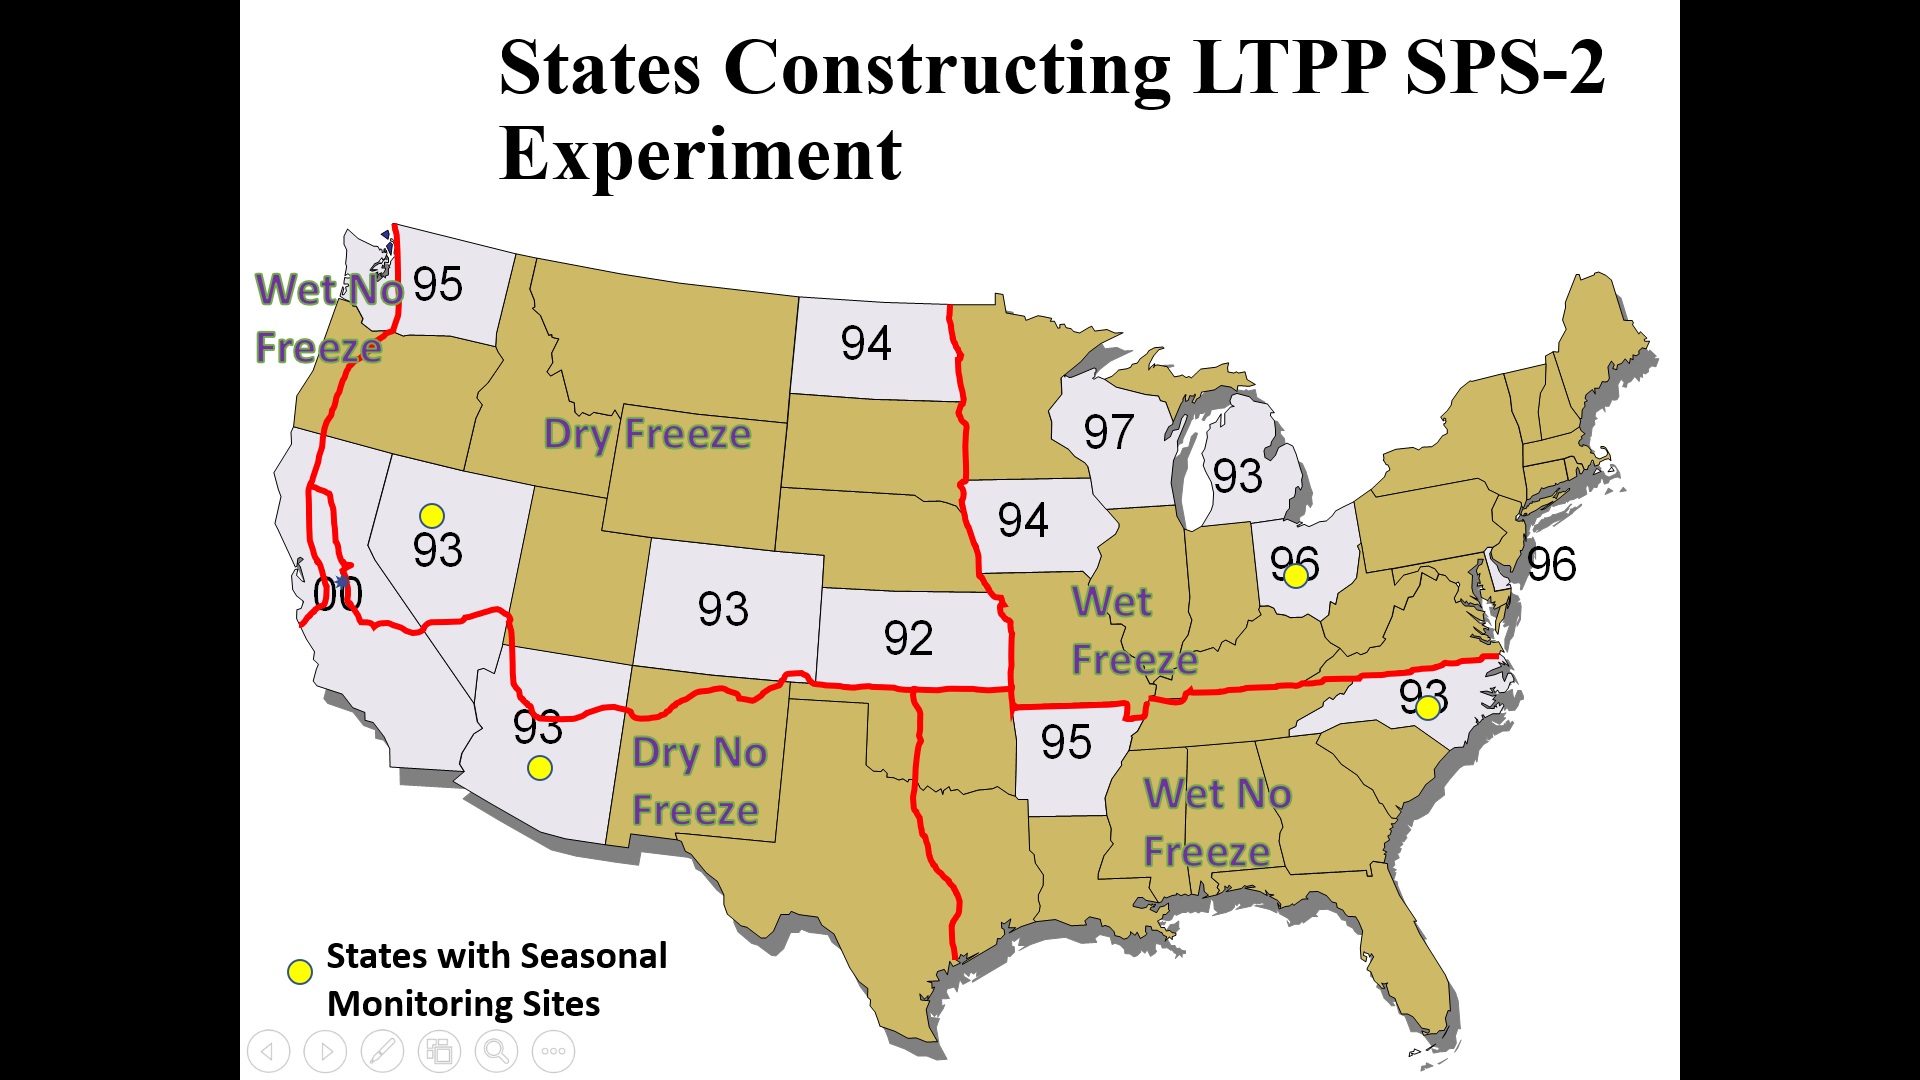 States Constructing LTPP SPS-2
Experiment
Wet No
Freeze
95
94
Dry Freeze
97
93
94
93
96
96
00
93
92
Wet
Freeze
93
93
95
Dry No
Freeze
Wet No
Freeze
States with Seasonal
Monitoring Sites